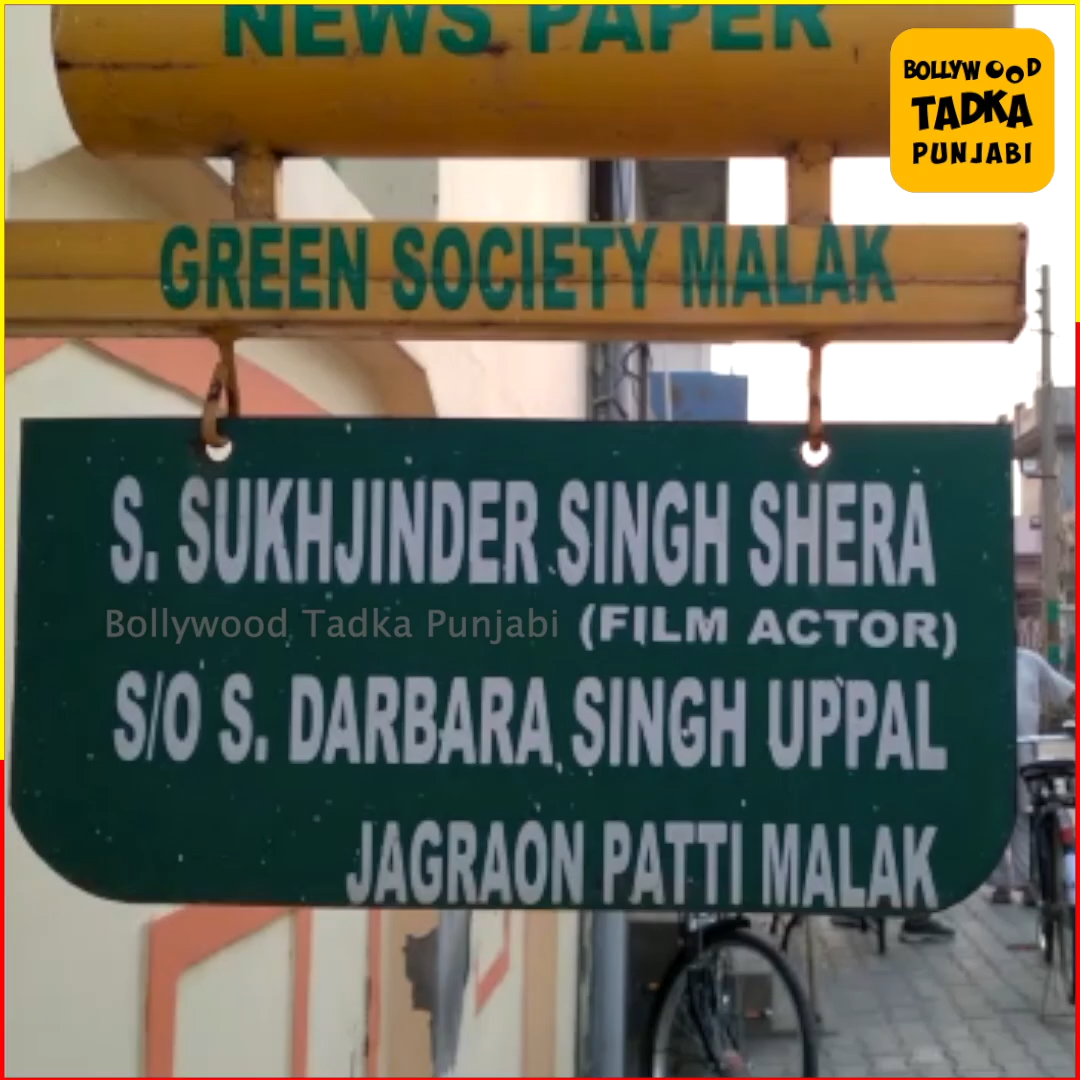 NEWS PAPER
BOLLYWOOD
TADKA
PUNJABI
GREEN SOCIETY MALAK
S. SUKHJINDER SINGH SHERA
Bollywood Tadka Punjabi
(FILM ACTOR)
S/O S. DARBARA SINGH UPPAL
JAGRAON PATTI MALAK